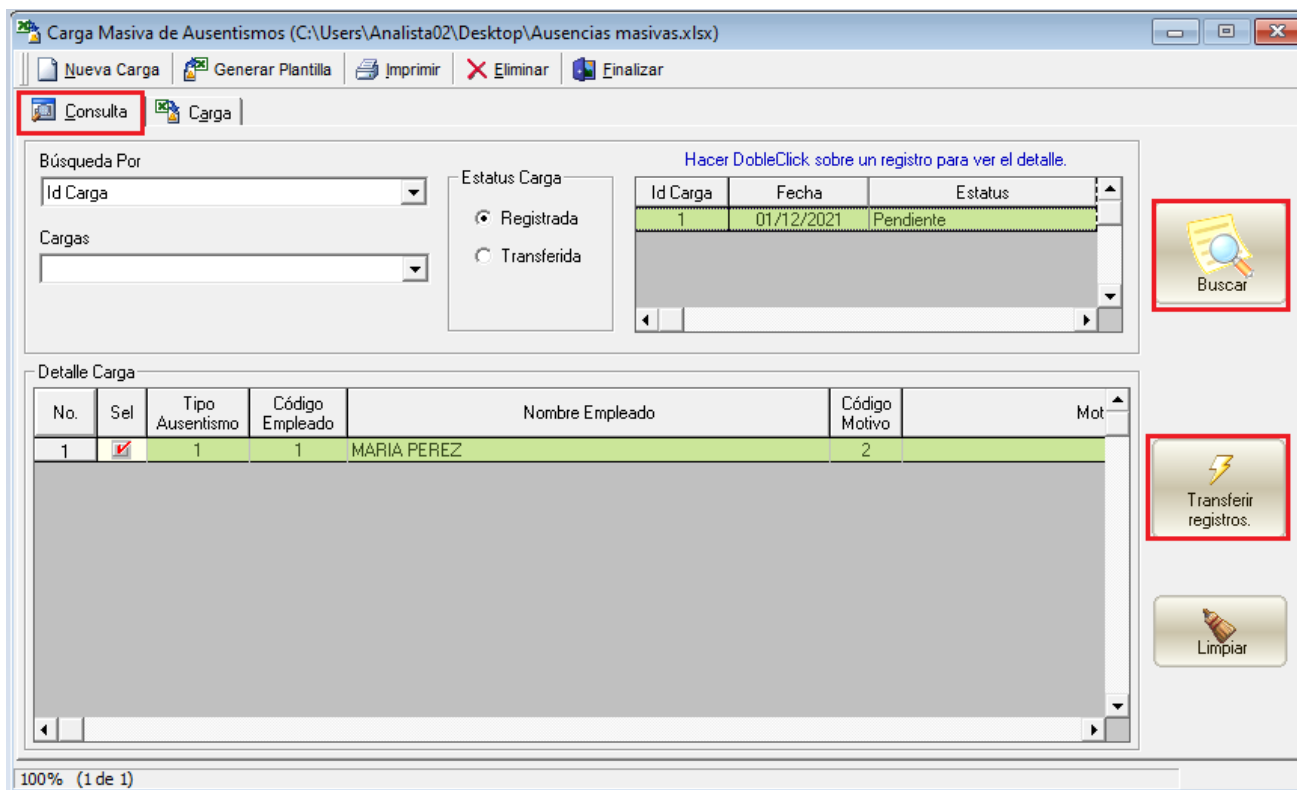 Carga Masiva de Ausentismos (C:\Users\Analista02\Desktop\Ausencias masivas.xlsx)
Nueva Carga Generar Plantilla Imprimir Eliminar Finalizar
Consulta Carga
Búsqueda Por
Id Carga
Cargas
Estatus Carga
Registrada
Transferida
Hacer DobleClick sobre un registro para ver el detalle.
Id Carga Fecha Estatus
1 01/12/2021 Pendiente
Buscar
Detalle Carga
No. Sel Tipo Ausentismo Código Empleado Nombre Empleado Código Motivo Mot
1 1 1 MARIA PEREZ 2
Transferir
registros.
Limpiar
100% (1 de 1)